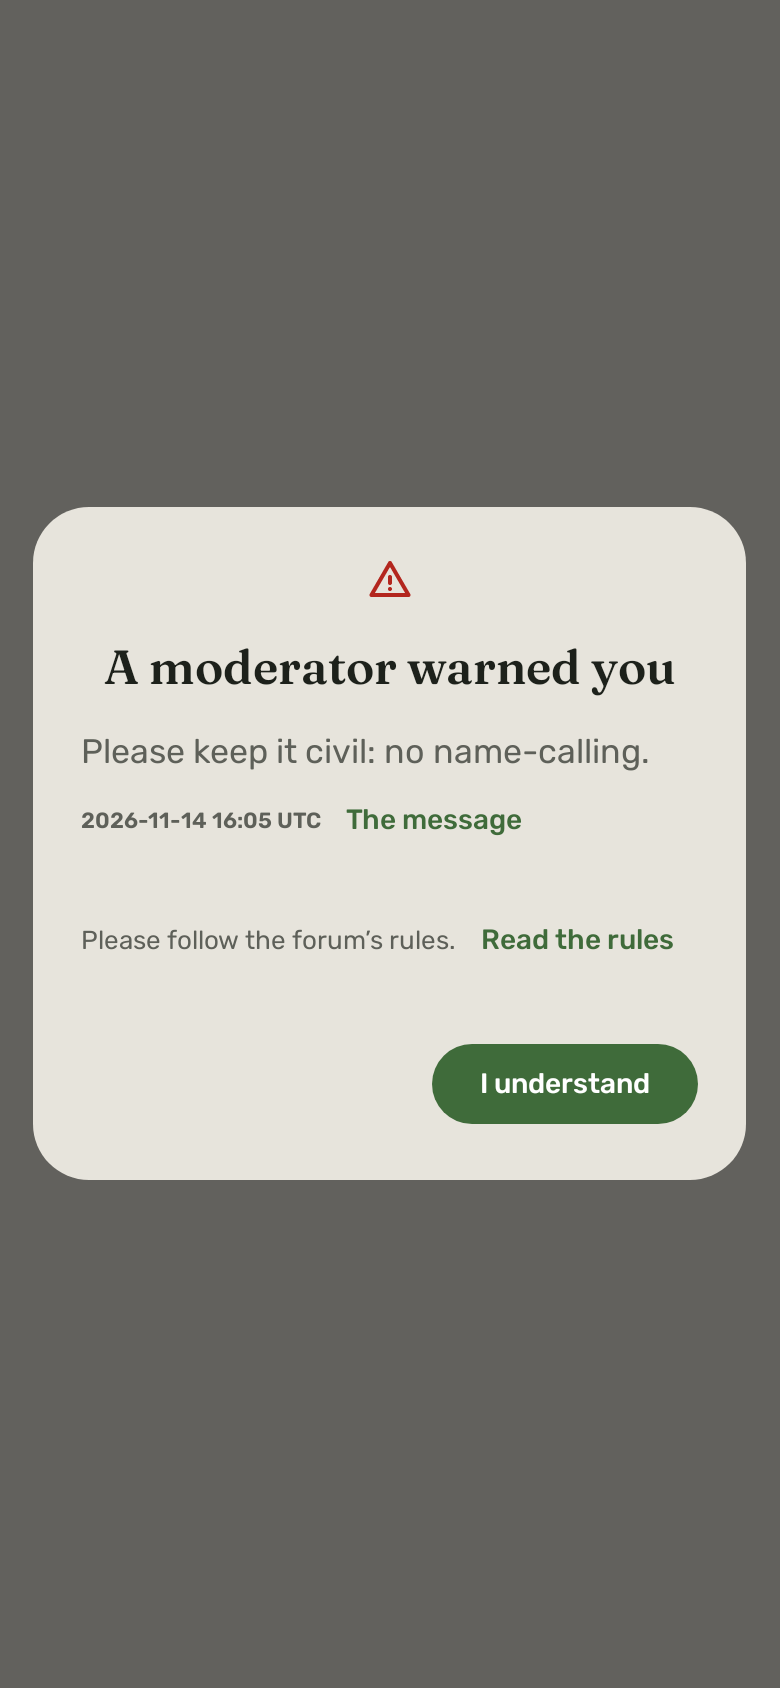 A moderator warned you
Please keep it civil: no name-calling.
2026-11-14 16:05 UTC The message
Please follow the forum’s rules. Read the rules
I understand